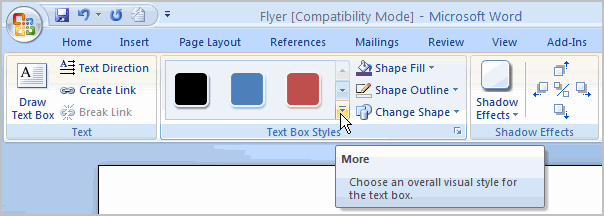 Flyer [Compatibility Mode] - Microsoft Word
Home Insert Page Layout References Mailings Review View Add-Ins
Draw Text Box
Text Direction
Create Link
Break Link
Text
Shape Fill
Shape Outline
Change Shape
Text Box Styles
Shadow Effects
Shadow Effects
More
Choose an overall visual style for
the text box.